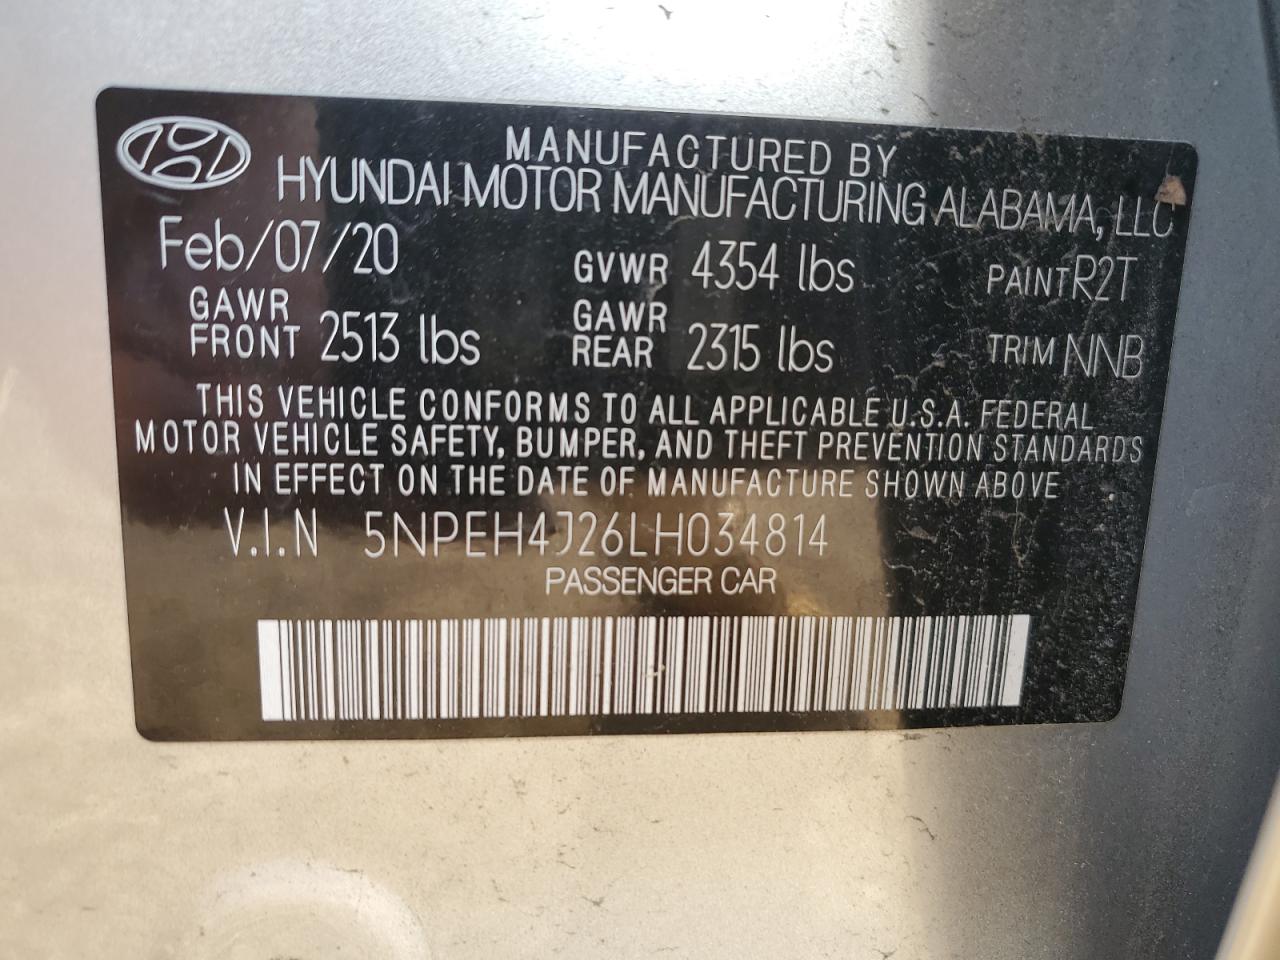 MANUFACTURED BY
HYUNDAI MOTOR MANUFACTURING ALABAMA, LLC
Feb/07/20 GVWR 4354 lbs PAINT R2T
GAWR FRONT 2513 lbs GAWR REAR 2315 lbs TRIM NNB
THIS VEHICLE CONFORMS TO ALL APPLICABLE U.S.A. FEDERAL
MOTOR VEHICLE SAFETY, BUMPER, AND THEFT PREVENTION STANDARDS
IN EFFECT ON THE DATE OF MANUFACTURE SHOWN ABOVE
V.I.N 5NPEH4J26LH034814
PASSENGER CAR